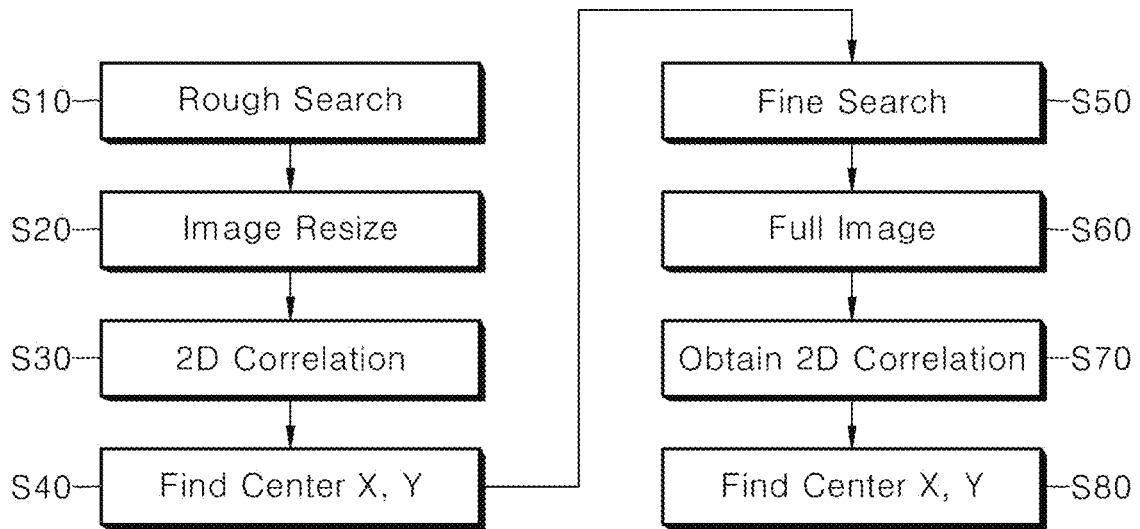 S10
Rough Search
S20
Image Resize
S30
2D Correlation
S40
Find Center X, Y
Fine Search
S50
Full Image
S60
Obtain 2D Correlation
S70
Find Center X, Y
S80